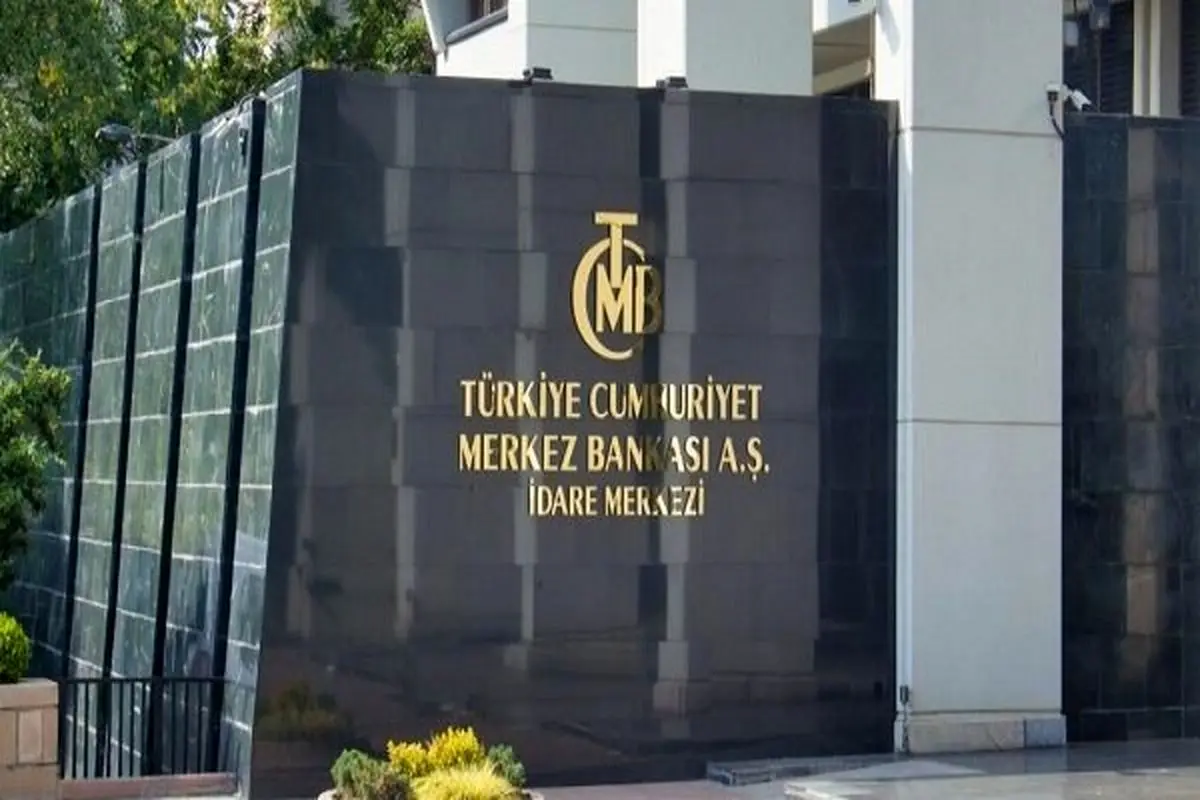 TCMB
TÜRKİYE CUMHURİYET
MERKEZ BANKASI A.Ş.
İDARE MERKEZİ